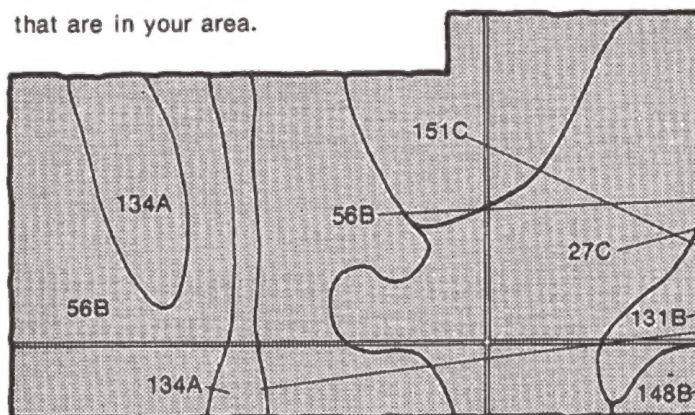 that are in your area.
151C
134A
56B
27C
56B
131B
134A
148B